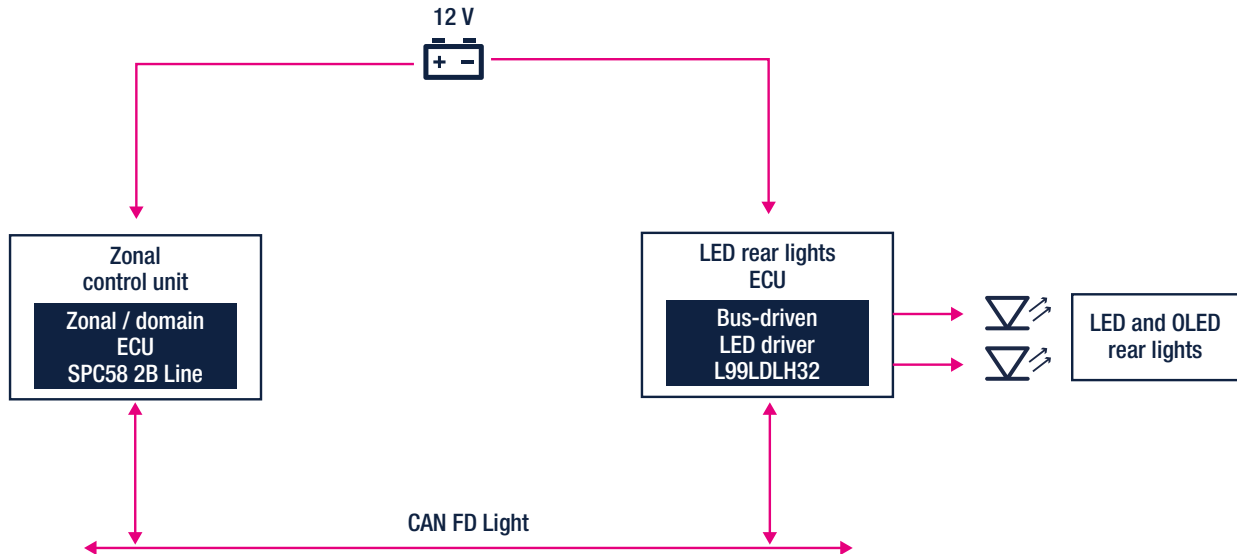 12 V
Zonal
control unit
Zonal / domain
ECU
SPC58 2B Line
LED rear lights
ECU
Bus-driven
LED driver
L99LDLH32
LED and OLED
rear lights
CAN FD Light